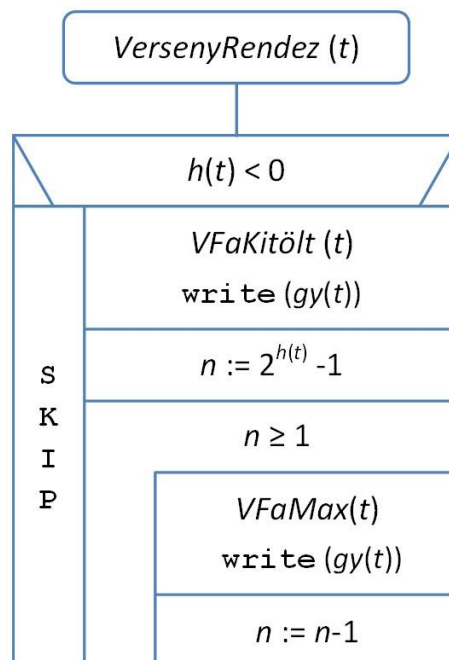 VersenyRendez (t)
h(t) < 0
VFaKitölt (t)
write (gy(t))
n := 2^{h(t)} -1
S
K
I
P
n ≥ 1
VFaMax(t)
write (gy(t))
n := n-1